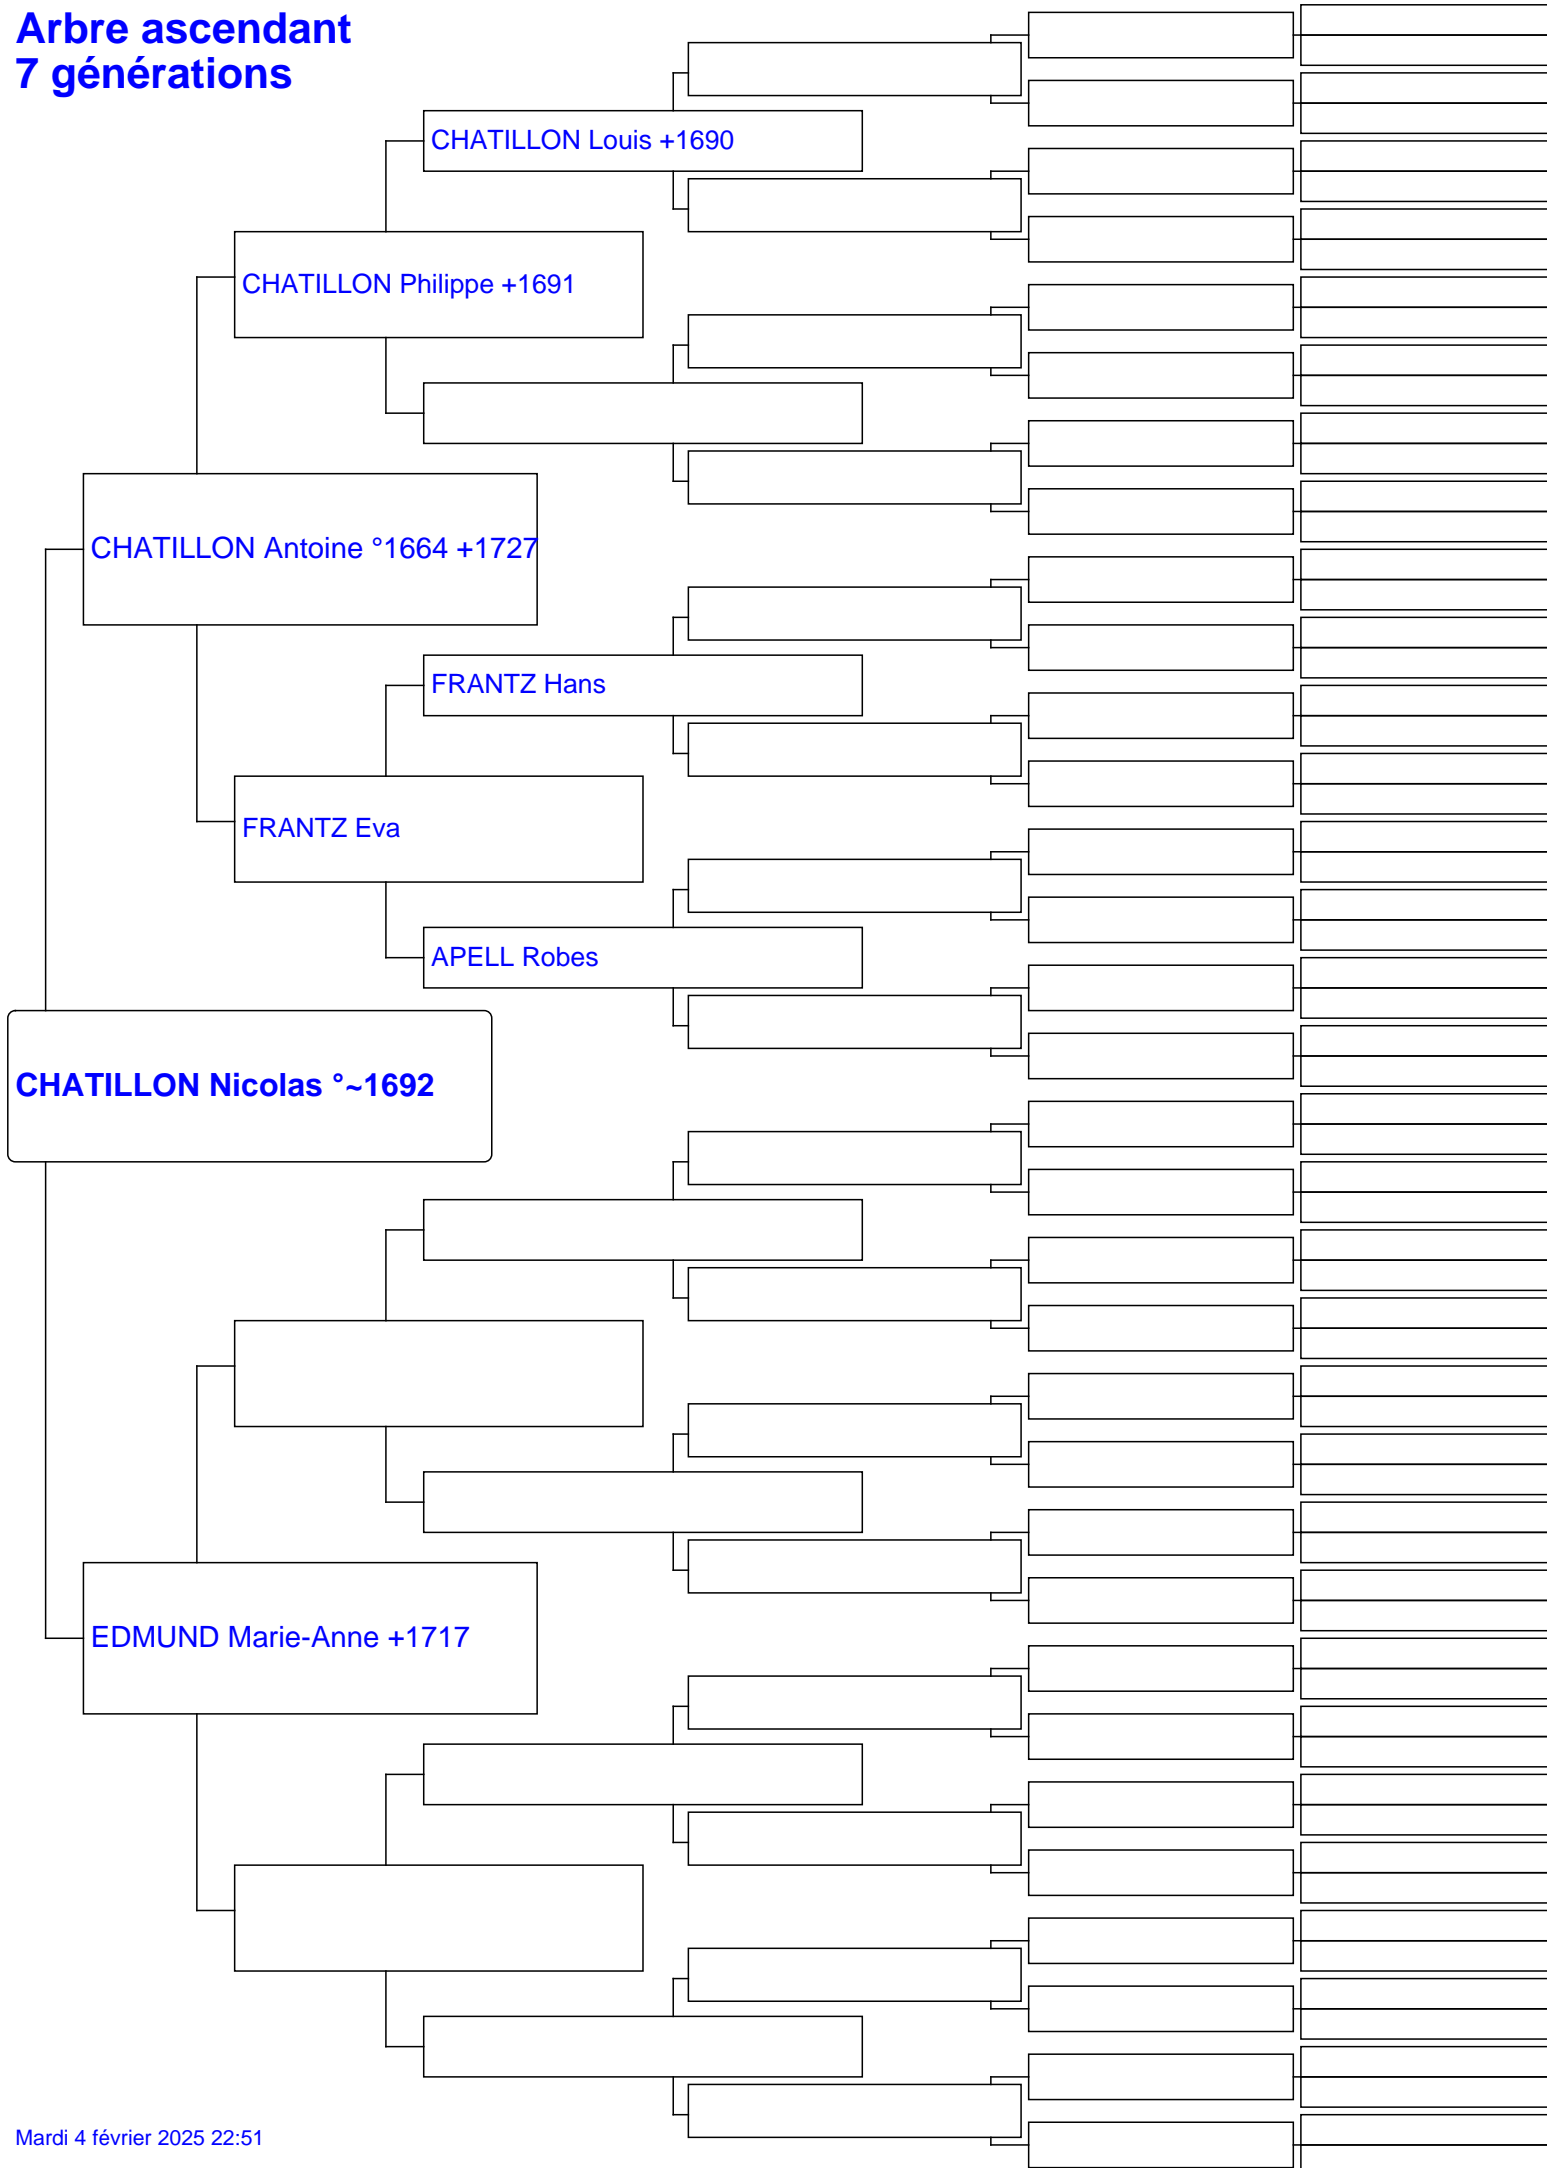 Arbre ascendant
7 générations
CHATILLON Louis +1690
CHATILLON Philippe +1691
CHATILLON Antoine °1664 +1727
FRANTZ Hans
FRANTZ Eva
APELL Robes
CHATILLON Nicolas °~1692
EDMUND Marie-Anne +1717
Mardi 4 février 2025 22:51